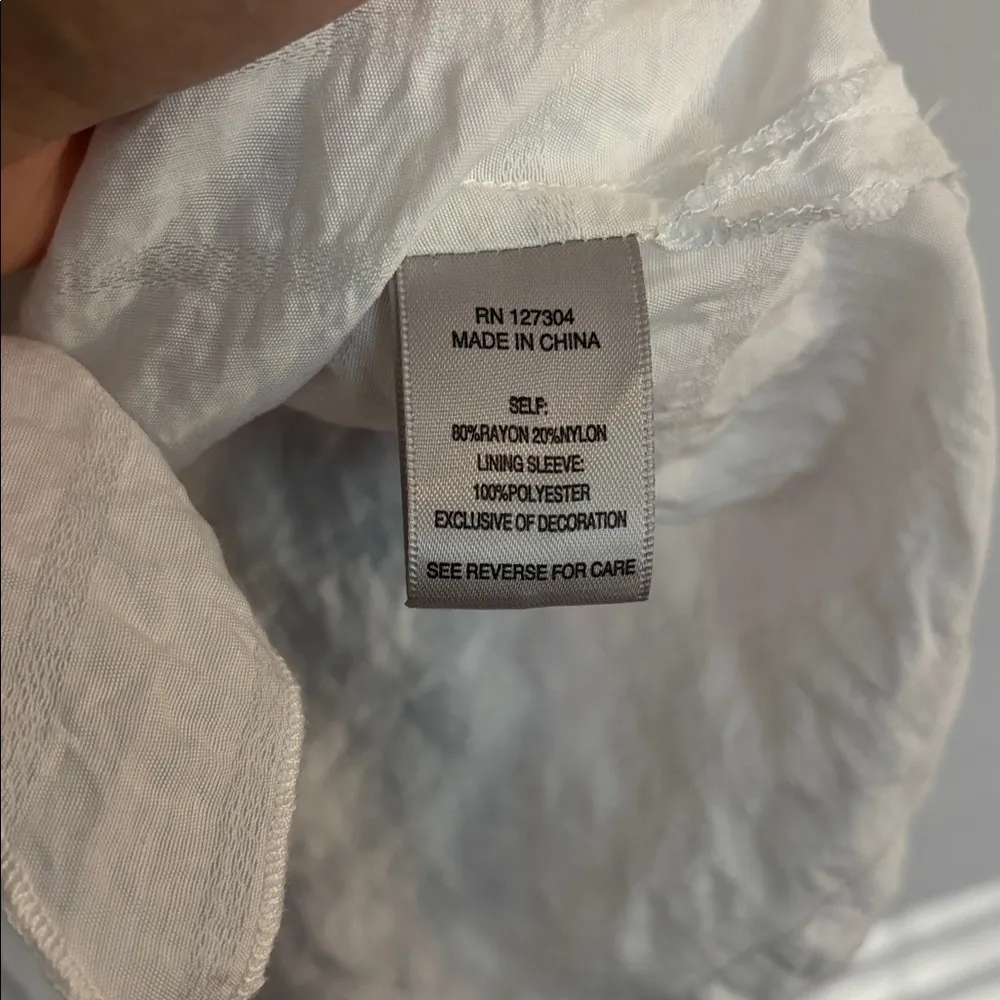 RN 127304
MADE IN CHINA
SELF:
80%RAYON 20%NYLON
LINING SLEEVE:
100%POLYESTER
EXCLUSIVE OF DECORATION
SEE REVERSE FOR CARE